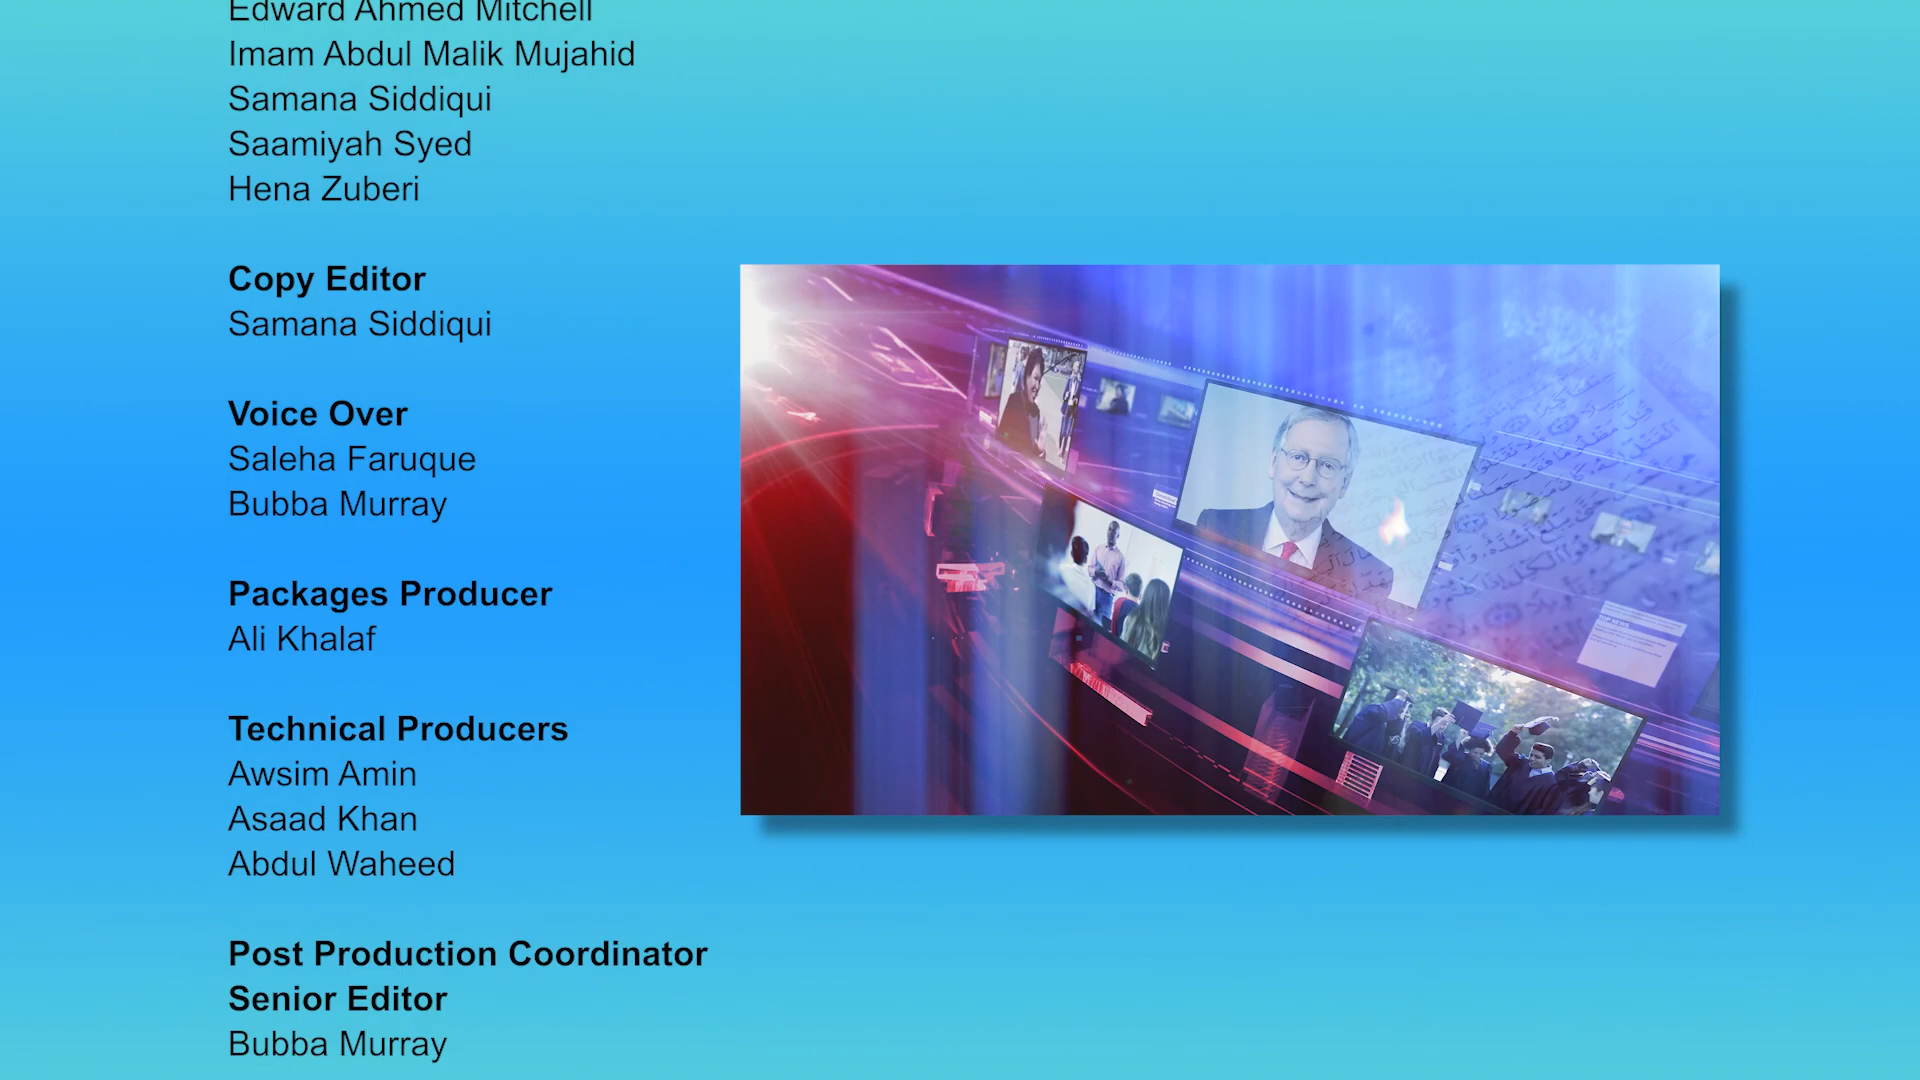 Edward Ahmed Mitchell
Imam Abdul Malik Mujahid
Samana Siddiqui
Saamiyah Syed
Hena Zuberi
Copy Editor
Samana Siddiqui
Voice Over
Saleha Faruque
Bubba Murray
Packages Producer
Ali Khalaf
Technical Producers
Awsim Amin
Asaad Khan
Abdul Waheed
Post Production Coordinator
Senior Editor
Bubba Murray
TOP NEWS